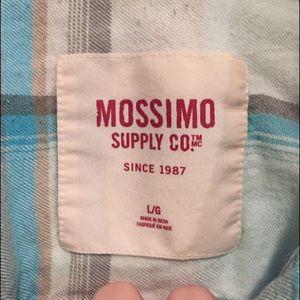 MOSSIMO
SUPPLY CO.™ MC
SINCE 1987
L/G
MADE IN INDIA
FABRIQUÉ EN INDE